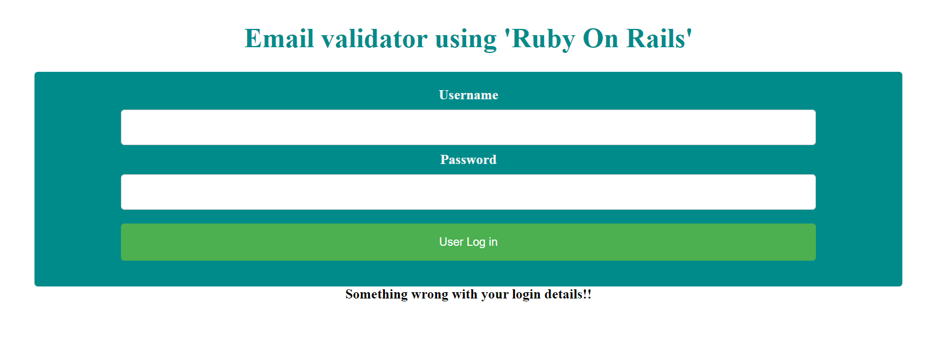 Email validator using 'Ruby On Rails'
Username
Password
User Log in
Something wrong with your login details!!